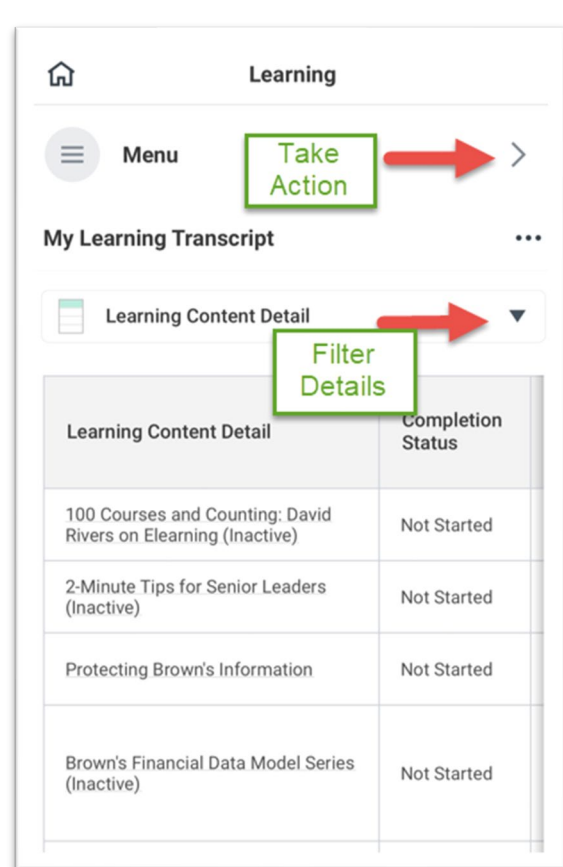 Learning
Menu
Take
Action
My Learning Transcript
Learning Content Detail
Filter
Details
Learning Content Detail
Completion
Status
100 Courses and Counting: David
Rivers on Elearning (Inactive)
Not Started
2-Minute Tips for Senior Leaders
(Inactive)
Not Started
Protecting Brown's Information
Not Started
Brown's Financial Data Model Series
(Inactive)
Not Started